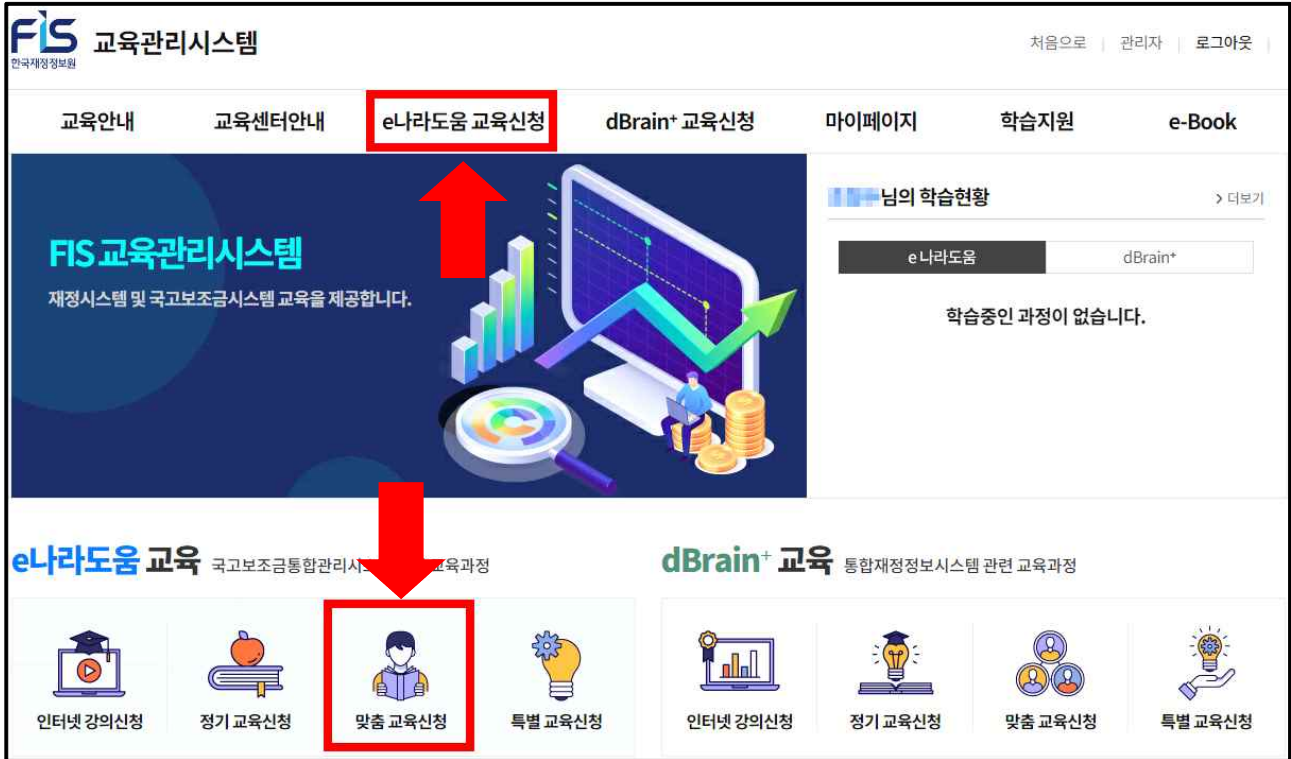 FIS 교육관리시스템
한국재정정보원
처음으로 | 관리자 | 로그아웃 |
교육안내 교육센터안내 e나라도움 교육신청 dBrain⁺ 교육신청 마이페이지 학습지원 e-Book
FIS 교육관리시스템
재정시스템 및 국고보조금시스템 교육을 제공합니다.
님의 학습현황 > 더보기
e나라도움 dBrain⁺
학습중인 과정이 없습니다.
e나라도움 교육 국고보조금통합관리시 교육과정
인터넷 강의신청 정기 교육신청 맞춤 교육신청 특별 교육신청
dBrain⁺ 교육 통합재정정보시스템 관련 교육과정
인터넷 강의신청 정기 교육신청 맞춤 교육신청 특별 교육신청